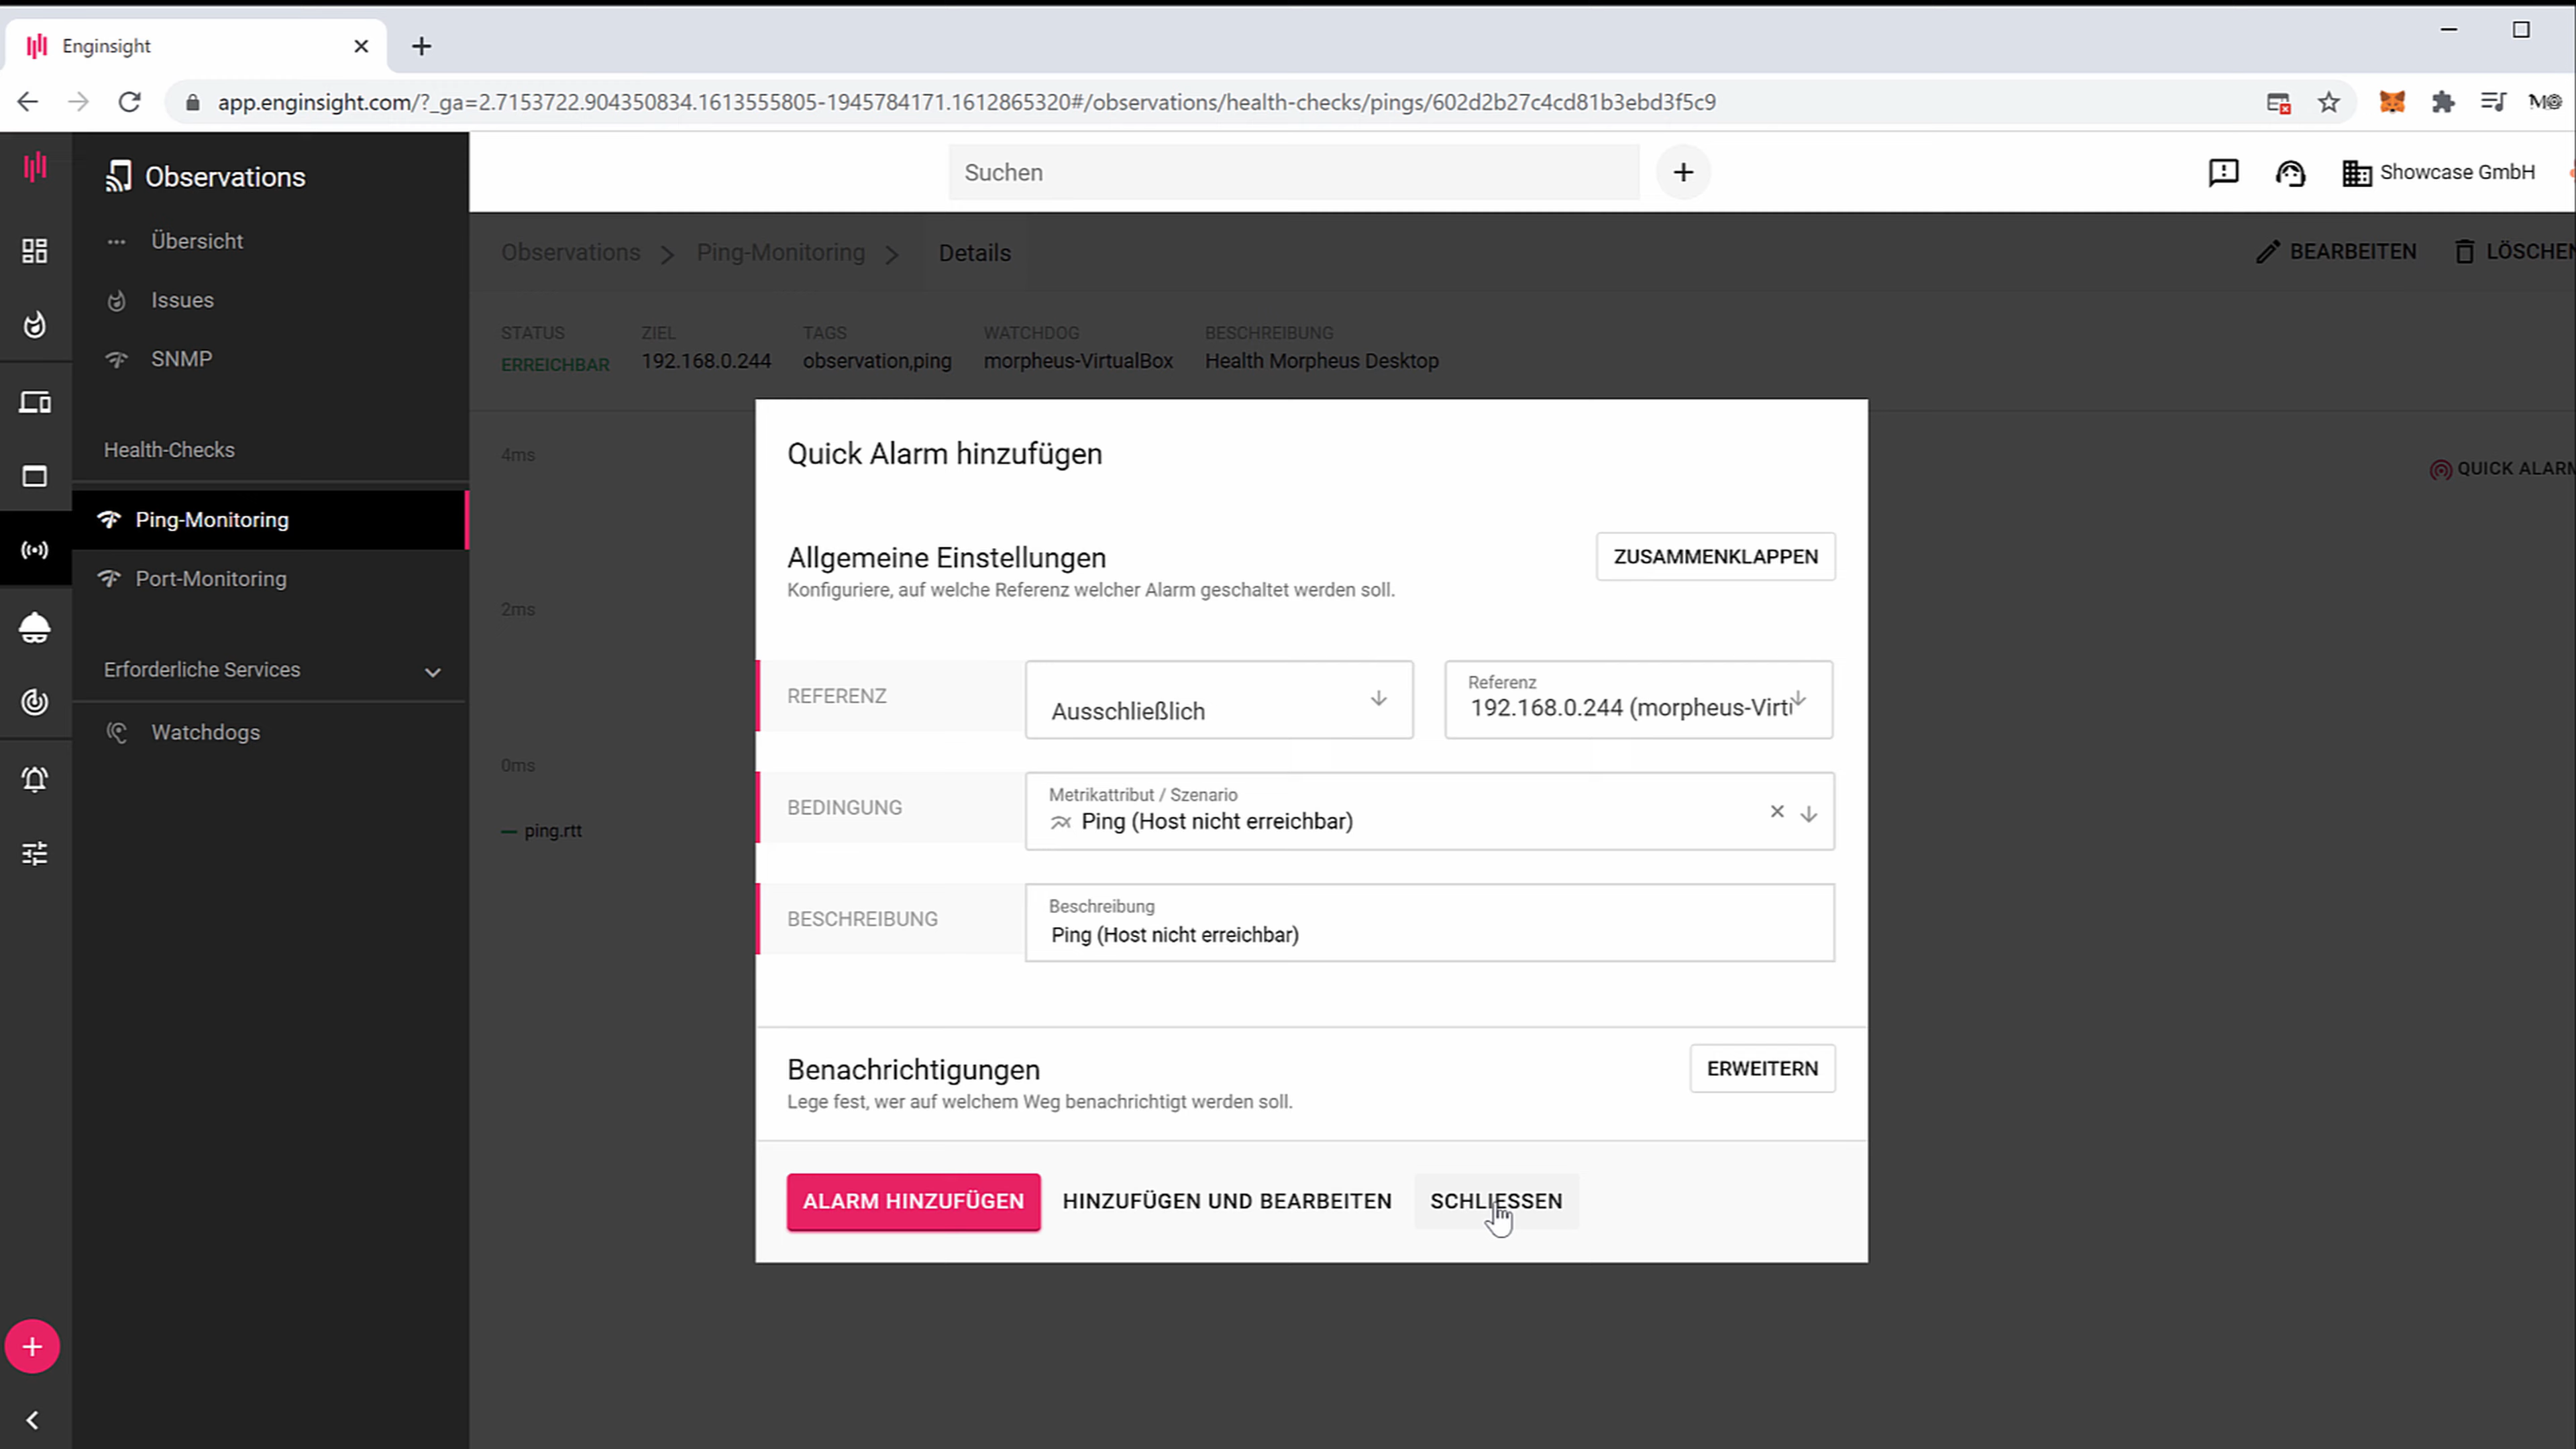 Enginsight
app.enginsight.com/?_ga=2.7153722.904350834.1613555805-1945784171.1612865320#/observations/health-checks/pings/602d2b27c4cd81b3ebd3f5c9
Observations
Übersicht
Issues
SNMP
Health-Checks
Ping-Monitoring
Port-Monitoring
Erforderliche Services
Watchdogs
Suchen
Showcase GmbH
Observations
Ping-Monitoring
Details
BEARBEITEN
LÖSCHEN
STATUS
ERREICHBAR
ZIEL
192.168.0.244
TAGS
observation,ping
WATCHDOG
morpheus-VirtualBox
BESCHREIBUNG
Health Morpheus Desktop
4ms
2ms
0ms
ping.rtt
QUICK ALARM
Quick Alarm hinzufügen
Allgemeine Einstellungen
ZUSAMMENKLAPPEN
Konfiguriere, auf welche Referenz welcher Alarm geschaltet werden soll.
REFERENZ
Ausschließlich
Referenz
192.168.0.244 (morpheus-Virtu
BEDINGUNG
Metrikattribut / Szenario
Ping (Host nicht erreichbar)
BESCHREIBUNG
Beschreibung
Ping (Host nicht erreichbar)
Benachrichtigungen
ERWEITERN
Lege fest, wer auf welchem Weg benachrichtigt werden soll.
ALARM HINZUFÜGEN
HINZUFÜGEN UND BEARBEITEN
SCHLIESSEN